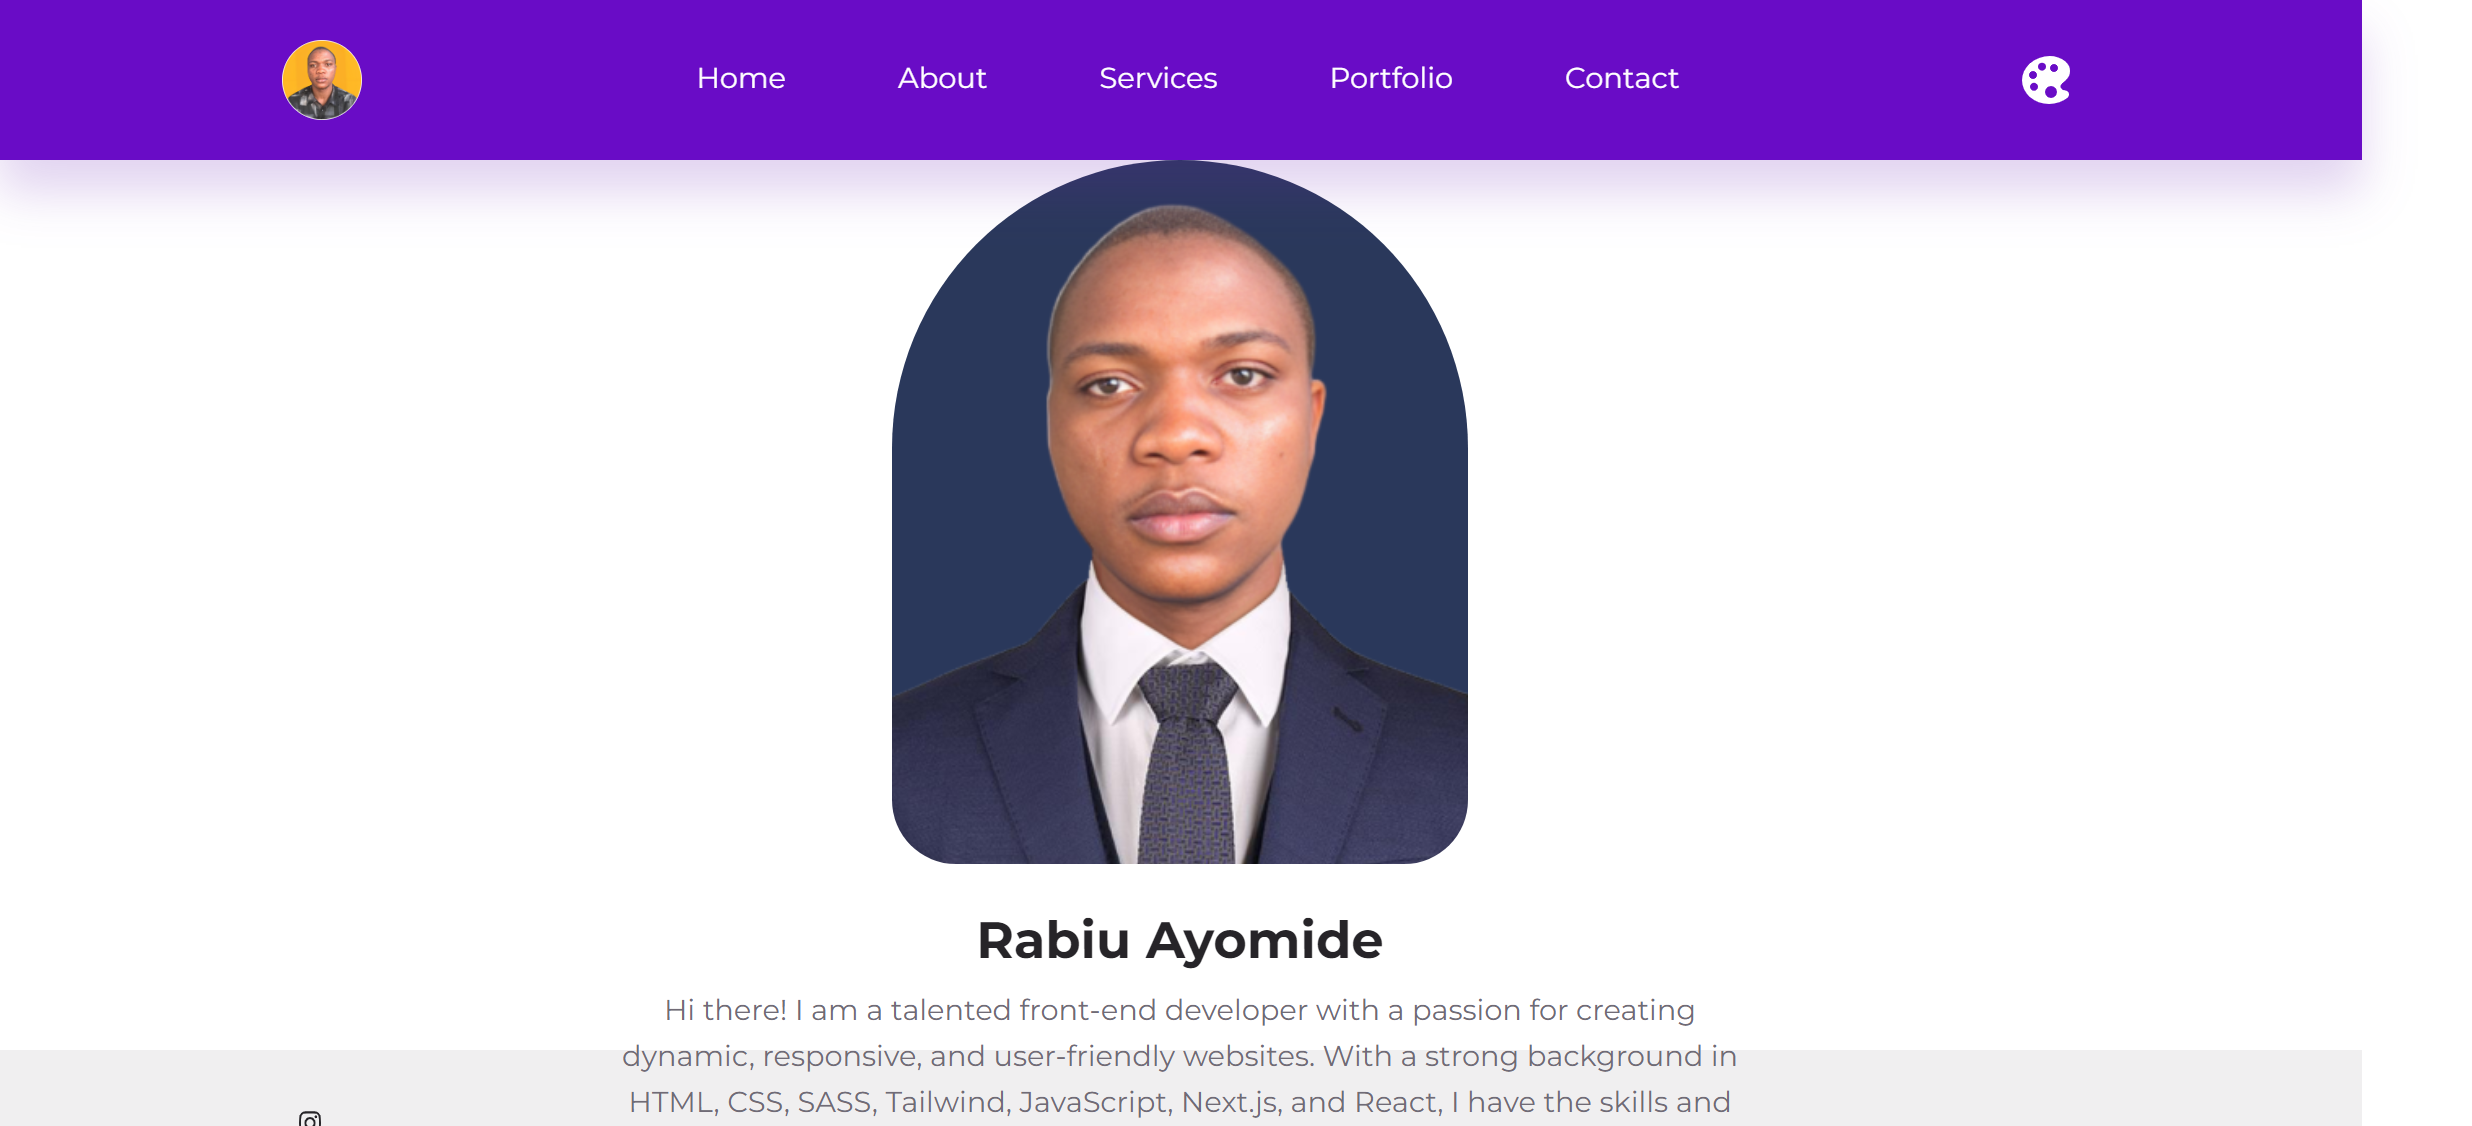 Home About Services Portfolio Contact
Rabiu Ayomide
Hi there! I am a talented front-end developer with a passion for creating
dynamic, responsive, and user-friendly websites. With a strong background in
HTML, CSS, SASS, Tailwind, JavaScript, Next.js, and React, I have the skills and